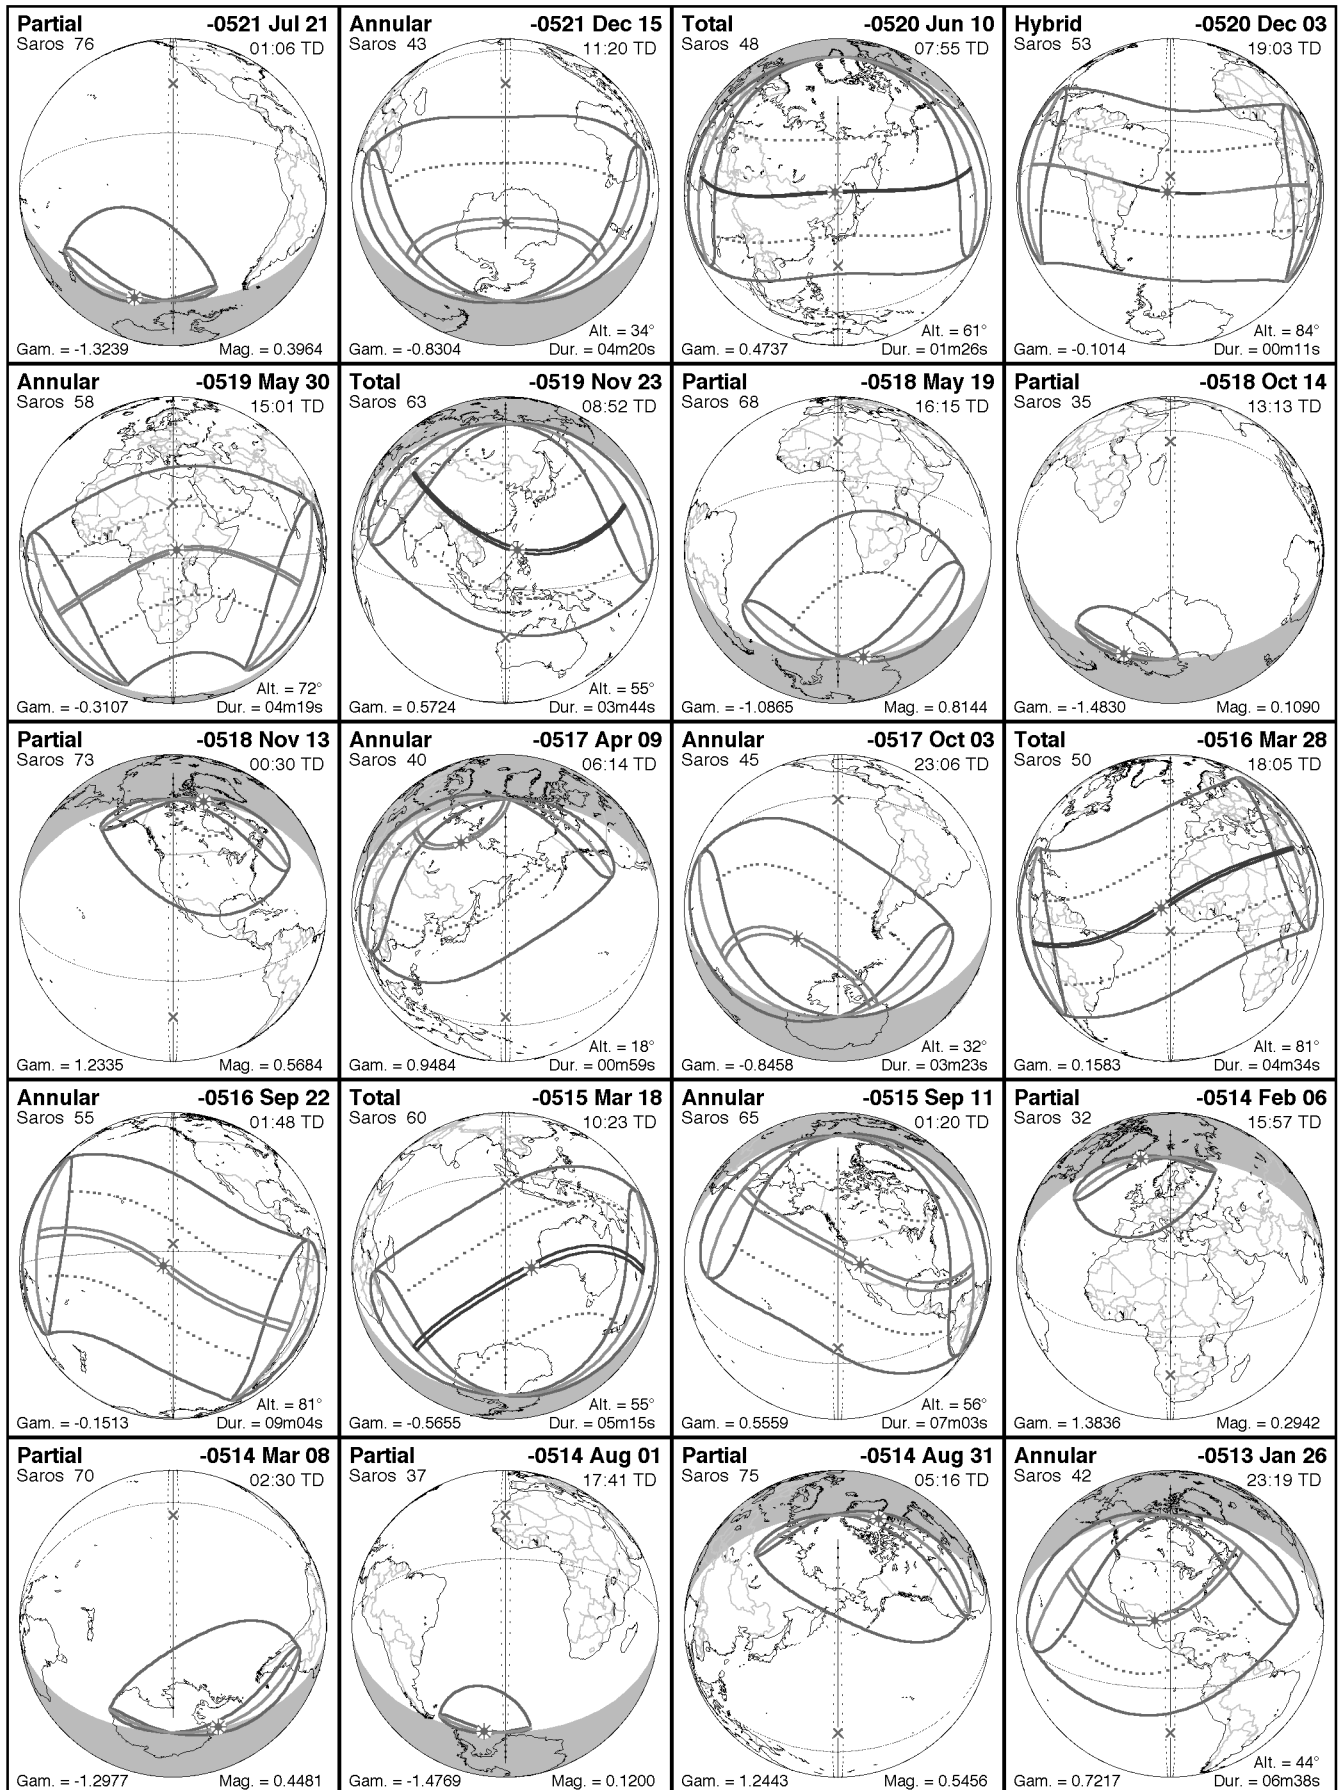 Partial -0521 Jul 21
Saros 76 01:06 TD
Gam. = -1.3239 Mag. = 0.3964
Annular -0521 Dec 15
Saros 43 11:20 TD
Alt. = 34°
Gam. = -0.8304 Dur. = 04m20s
Total -0520 Jun 10
Saros 48 07:55 TD
Alt. = 61°
Gam. = 0.4737 Dur. = 01m26s
Hybrid -0520 Dec 03
Saros 53 19:03 TD
Alt. = 84°
Gam. = -0.1014 Dur. = 00m11s
Annular -0519 May 30
Saros 58 15:01 TD
Alt. = 72°
Gam. = -0.3107 Dur. = 04m19s
Total -0519 Nov 23
Saros 63 08:52 TD
Alt. = 55°
Gam. = 0.5724 Dur. = 03m44s
Partial -0518 May 19
Saros 68 16:15 TD
Gam. = -1.0865 Mag. = 0.8144
Partial -0518 Oct 14
Saros 35 13:13 TD
Gam. = -1.4830 Mag. = 0.1090
Partial -0518 Nov 13
Saros 73 00:30 TD
Gam. = 1.2335 Mag. = 0.5684
Annular -0517 Apr 09
Saros 40 06:14 TD
Alt. = 18°
Gam. = 0.9484 Dur. = 00m59s
Annular -0517 Oct 03
Saros 45 23:06 TD
Alt. = 32°
Gam. = -0.8458 Dur. = 03m23s
Total -0516 Mar 28
Saros 50 18:05 TD
Alt. = 81°
Gam. = 0.1583 Dur. = 04m34s
Annular -0516 Sep 22
Saros 55 01:48 TD
Alt. = 81°
Gam. = -0.1513 Dur. = 09m04s
Total -0515 Mar 18
Saros 60 10:23 TD
Alt. = 55°
Gam. = -0.5655 Dur. = 05m15s
Annular -0515 Sep 11
Saros 65 01:20 TD
Alt. = 56°
Gam. = 0.5559 Dur. = 07m03s
Partial -0514 Feb 06
Saros 32 15:57 TD
Gam. = 1.3836 Mag. = 0.2942
Partial -0514 Mar 08
Saros 70 02:30 TD
Gam. = -1.2977 Mag. = 0.4481
Partial -0514 Aug 01
Saros 37 17:41 TD
Gam. = -1.4769 Mag. = 0.1200
Partial -0514 Aug 31
Saros 75 05:16 TD
Gam. = 1.2443 Mag. = 0.5456
Annular -0513 Jan 26
Saros 42 23:19 TD
Alt. = 44°
Gam. = 0.7217 Dur. = 06m38s